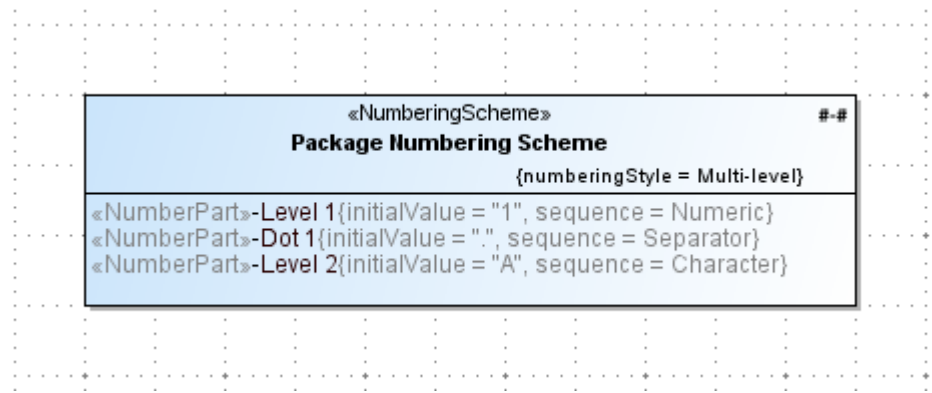 «NumberingScheme» #-#
Package Numbering Scheme
{numberingStyle = Multi-level}
«NumberPart»-Level 1{initialValue = "1", sequence = Numeric}
«NumberPart»-Dot 1{initialValue = ".", sequence = Separator}
«NumberPart»-Level 2{initialValue = "A", sequence = Character}